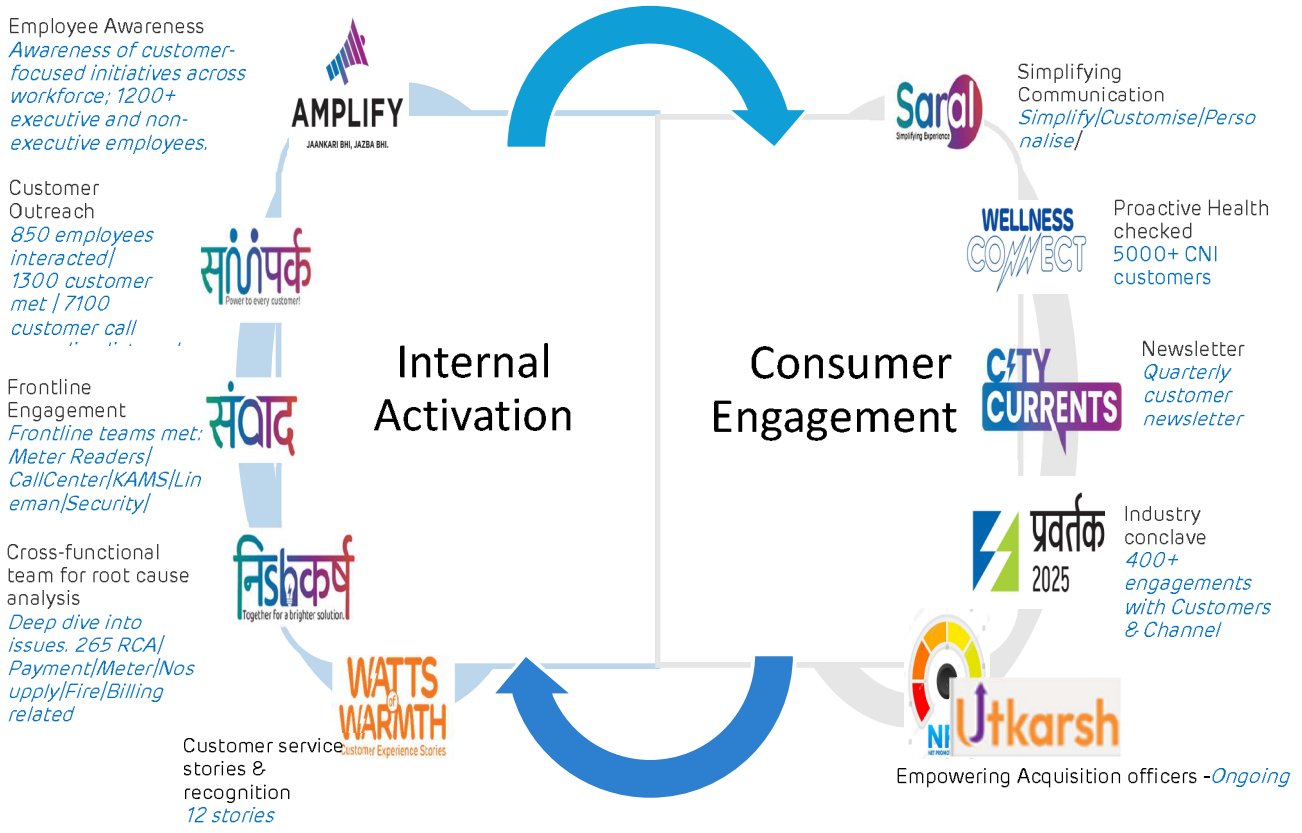 Employee Awareness
Awareness of customer-
focused initiatives across
workforce; 1200+
executive and non-
executive employees.
AMPLIFY
JAANKARI BHI, JAZBA BHI.
Customer
Outreach
850 employees
interacted|
1300 customer
met | 7100
customer call
सण्पर्क
Power to every customer!
Frontline
Engagement
Frontline teams met:
Meter Readers|
CallCenter|KAMS|Lin
eman|Security|
संवाद
Cross-functional
team for root cause
analysis
Deep dive into
issues. 265 RCA|
Payment|Meter|Nos
upply|Fire|Billing
related
निshकर्ष
Together for a brighter solution.
WATTS
of
WARMTH
Customer Experience Stories
Customer service
stories &
recognition
12 stories
Internal
Activation
Consumer
Engagement
Saral
Simplifying Experience
Simplifying
Communication
Simplify|Customise|Perso
nalise/
WELLNESS
CONNECT
Proactive Health
checked
5000+ CNI
customers
CITY
CURRENTS
Newsletter
Quarterly
customer
newsletter
प्रवर्तक
2025
Industry
conclave
400+
engagements
with Customers
& Channel
Utkarsh
Empowering Acquisition officers -Ongoing